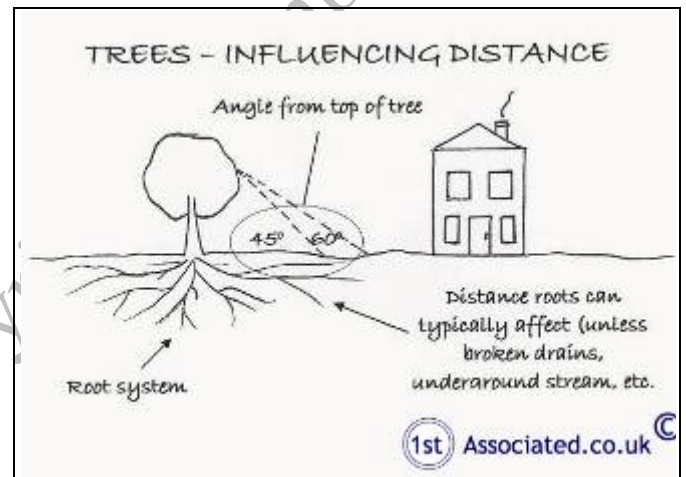 TREES - INFLUENCING DISTANCE
Angle from top of tree
45° 60°
Distance roots can
typically affect (unless
broken drains,
underaround stream, etc.
Root system
1st Associated.co.uk ©